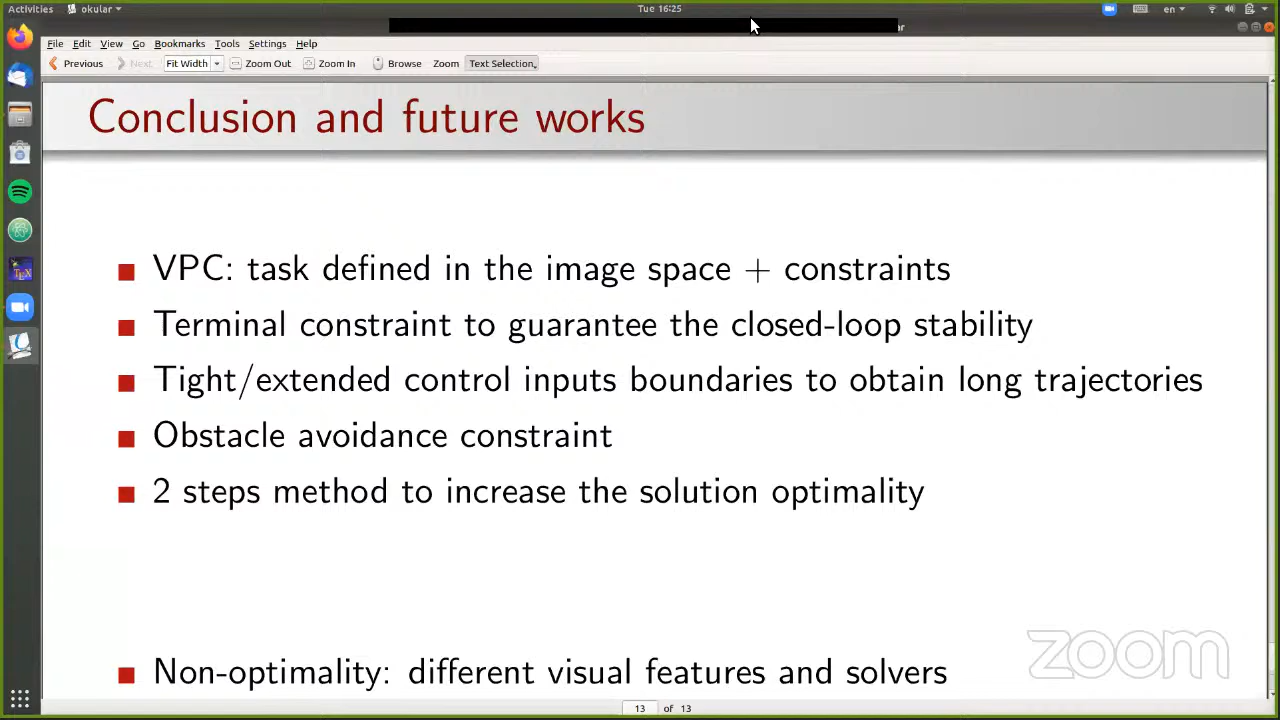 Activities okular Tue 16:25 en
er
File Edit View Go Bookmarks Tools Settings Help
Previous Next Fit Width Zoom Out Zoom In Browse Zoom Text Selection
Conclusion and future works
VPC: task defined in the image space + constraints
Terminal constraint to guarantee the closed-loop stability
Tight/extended control inputs boundaries to obtain long trajectories
Obstacle avoidance constraint
2 steps method to increase the solution optimality
Non-optimality: different visual features and solvers
zoom
13 of 13